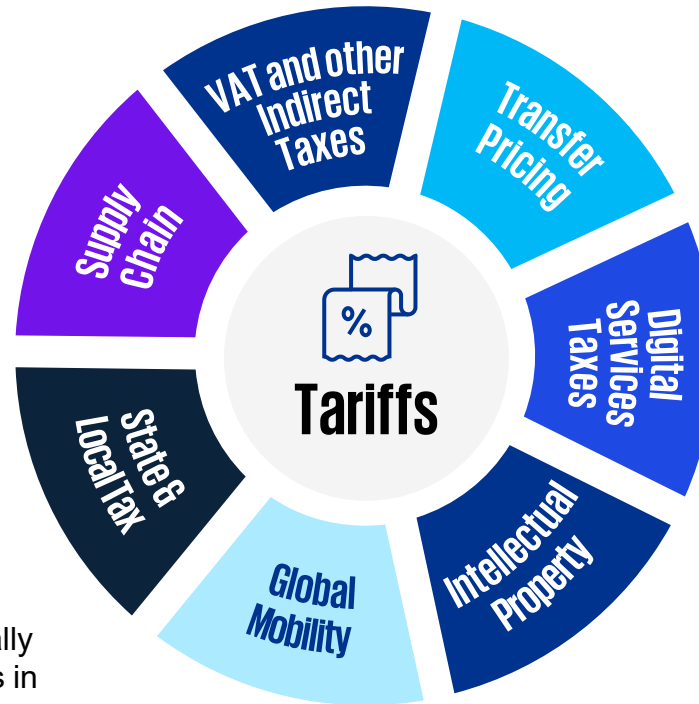 VAT and other
Indirect
Taxes
Transfer
Pricing
Digital
Services
Taxes
Intellectual
Property
Global
Mobility
State &
Local Tax
Supply
Chain
%
Tariffs
s in